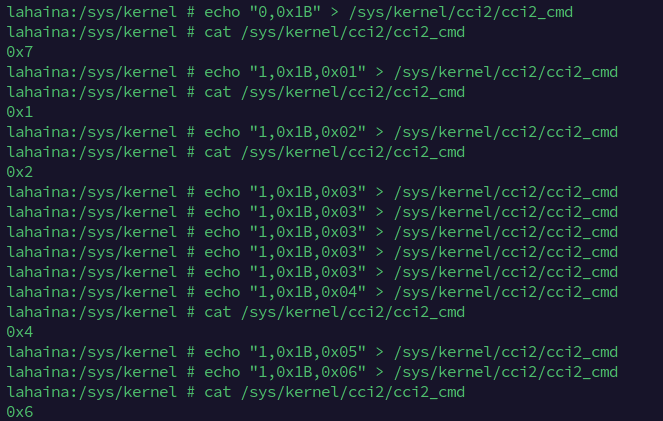 lahaina:/sys/kernel # echo "0,0x1B" > /sys/kernel/cci2/cci2_cmd
lahaina:/sys/kernel # cat /sys/kernel/cci2/cci2_cmd
0x7
lahaina:/sys/kernel # echo "1,0x1B,0x01" > /sys/kernel/cci2/cci2_cmd
lahaina:/sys/kernel # cat /sys/kernel/cci2/cci2_cmd
0x1
lahaina:/sys/kernel # echo "1,0x1B,0x02" > /sys/kernel/cci2/cci2_cmd
lahaina:/sys/kernel # cat /sys/kernel/cci2/cci2_cmd
0x2
lahaina:/sys/kernel # echo "1,0x1B,0x03" > /sys/kernel/cci2/cci2_cmd
lahaina:/sys/kernel # echo "1,0x1B,0x03" > /sys/kernel/cci2/cci2_cmd
lahaina:/sys/kernel # echo "1,0x1B,0x03" > /sys/kernel/cci2/cci2_cmd
lahaina:/sys/kernel # echo "1,0x1B,0x03" > /sys/kernel/cci2/cci2_cmd
lahaina:/sys/kernel # echo "1,0x1B,0x03" > /sys/kernel/cci2/cci2_cmd
lahaina:/sys/kernel # echo "1,0x1B,0x04" > /sys/kernel/cci2/cci2_cmd
lahaina:/sys/kernel # cat /sys/kernel/cci2/cci2_cmd
0x4
lahaina:/sys/kernel # echo "1,0x1B,0x05" > /sys/kernel/cci2/cci2_cmd
lahaina:/sys/kernel # echo "1,0x1B,0x06" > /sys/kernel/cci2/cci2_cmd
lahaina:/sys/kernel # cat /sys/kernel/cci2/cci2_cmd
0x6